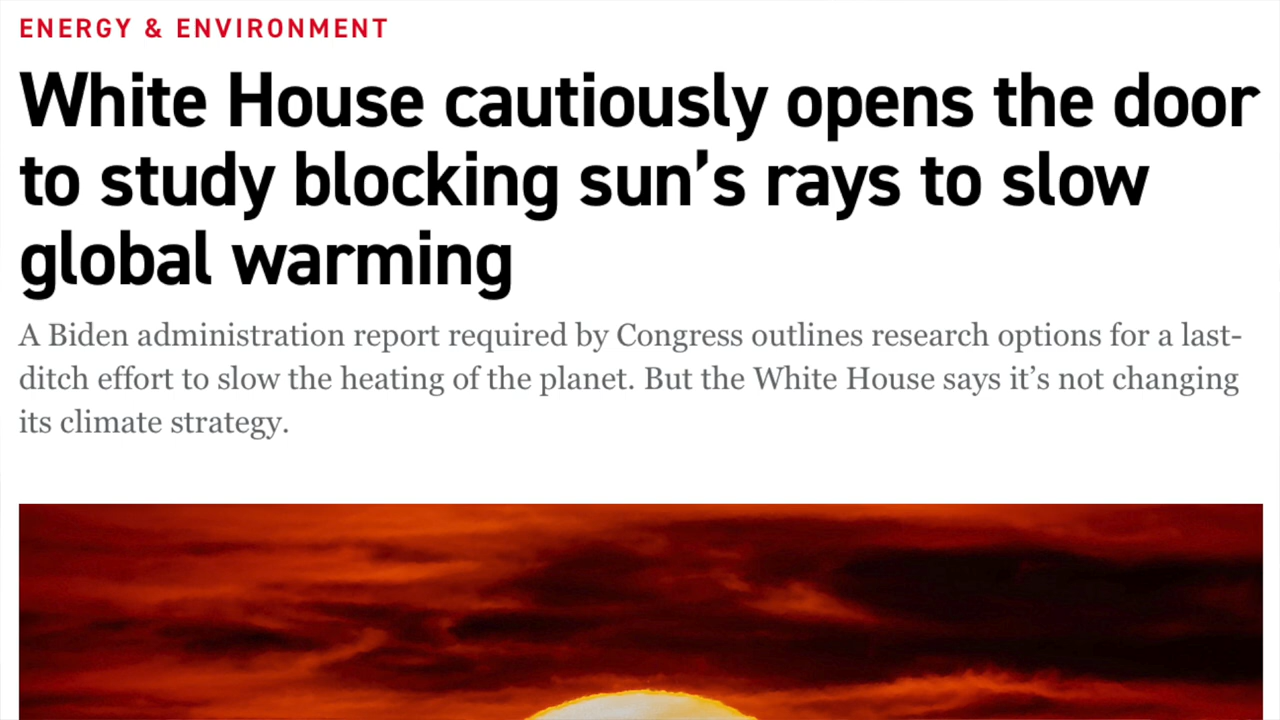 ENERGY & ENVIRONMENT
White House cautiously opens the door
to study blocking sun’s rays to slow
global warming
A Biden administration report required by Congress outlines research options for a last-
ditch effort to slow the heating of the planet. But the White House says it’s not changing
its climate strategy.